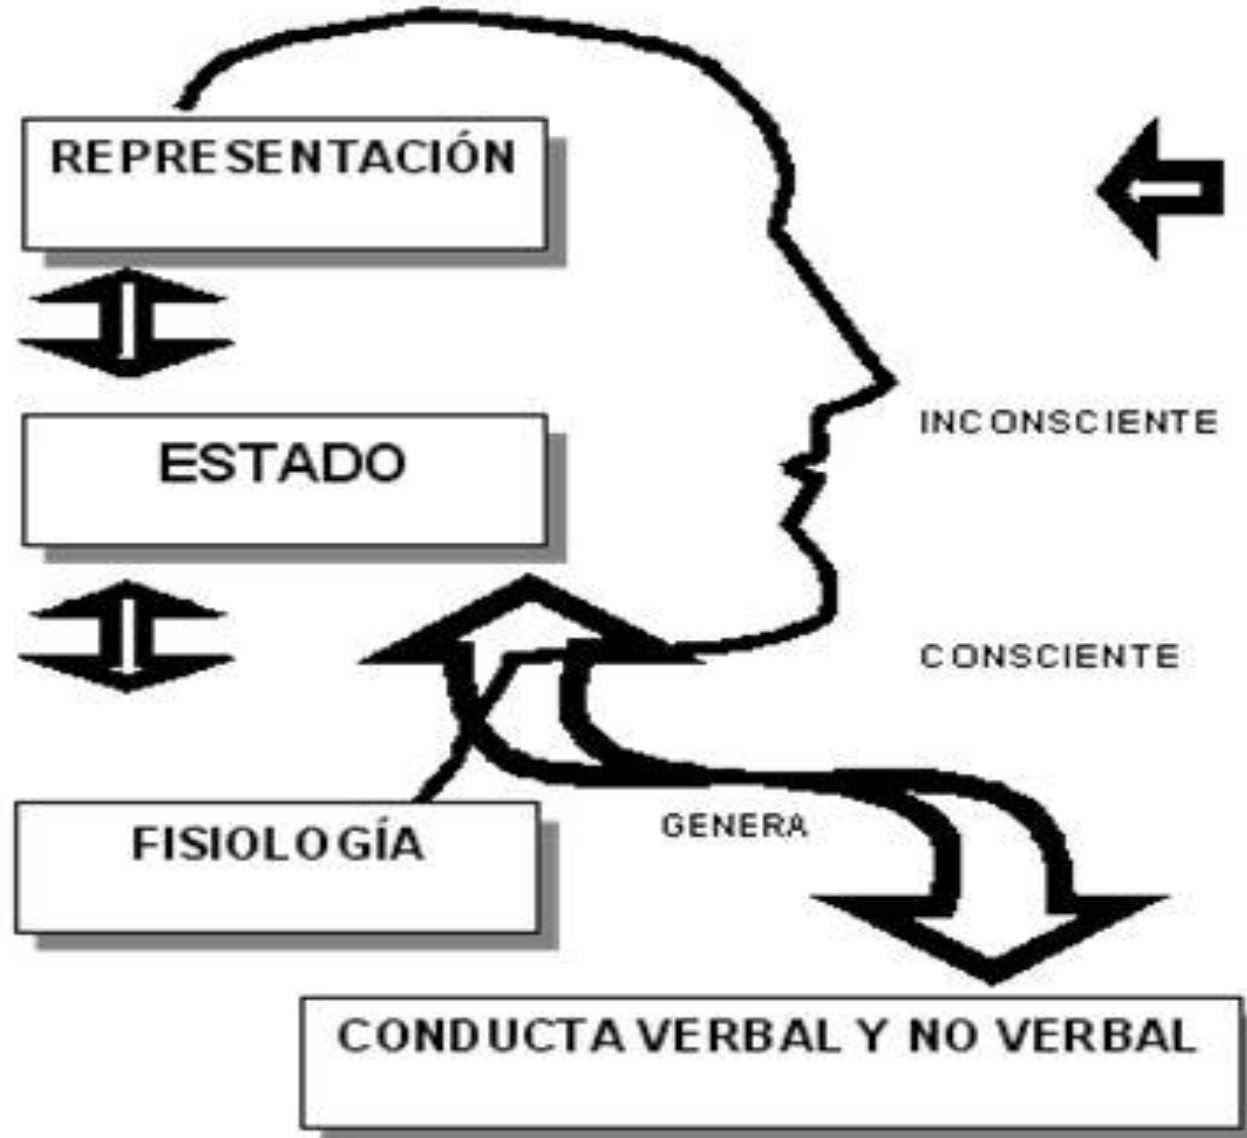 REPRESENTACIÓN
ESTADO
INCONSCIENTE
CONSCIENTE
FISIOLOGÍA
GENERA
CONDUCTA VERBAL Y NO VERBAL